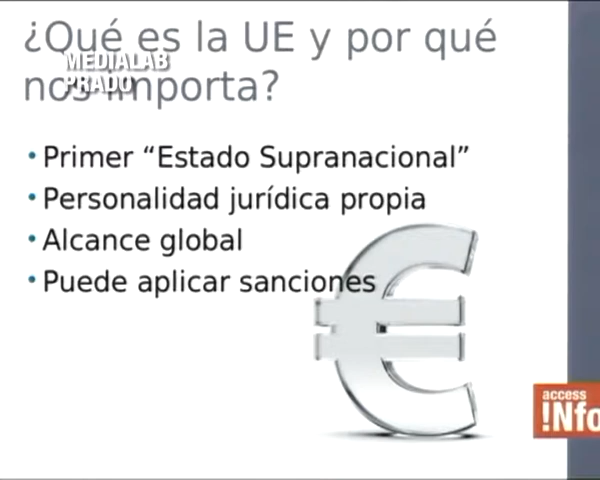 ¿Qué es la UE y por qué
nos importa?
MEDIALAB
PRADO
• Primer “Estado Supranacional”
• Personalidad jurídica propia
• Alcance global
• Puede aplicar sanciones
access
!Nfo